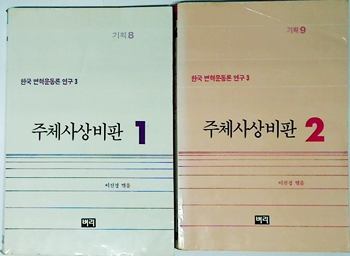 기획 8
한국 변혁운동론 연구 3
주체사상비판 1
이진경 엮음
벼리
기획 9
한국 변혁운동론 연구 3
주체사상비판 2
이진경 엮음
벼리